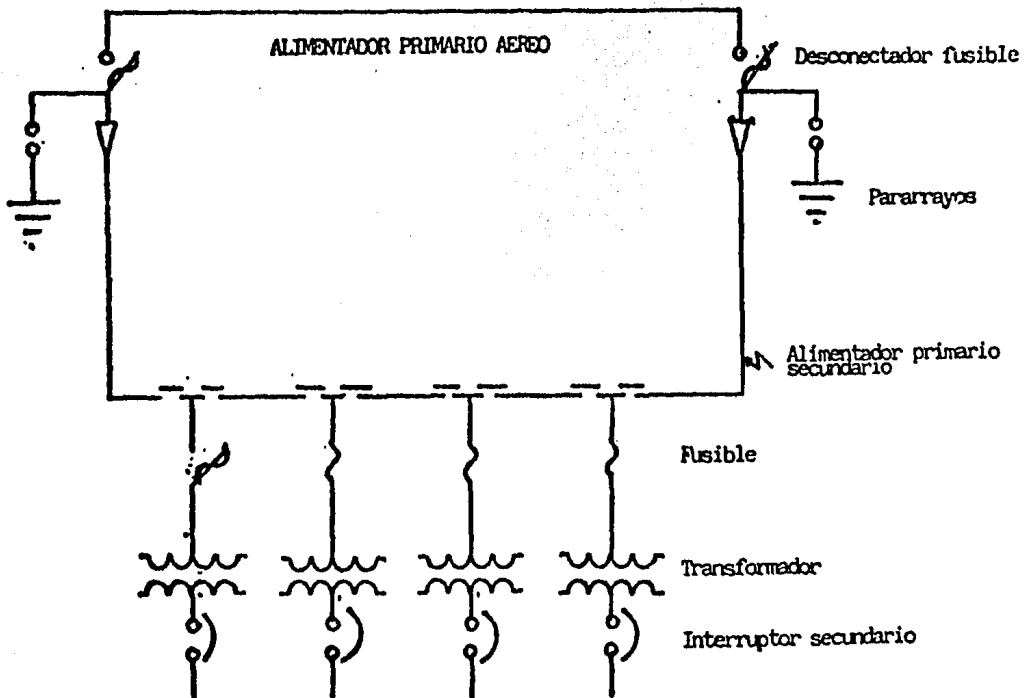 ALIMENTADOR PRIMARIO AEREO
Desconectador fusible
Pararrayos
Alimentador primario
secundario
Fusible
Transformador
Interruptor secundario